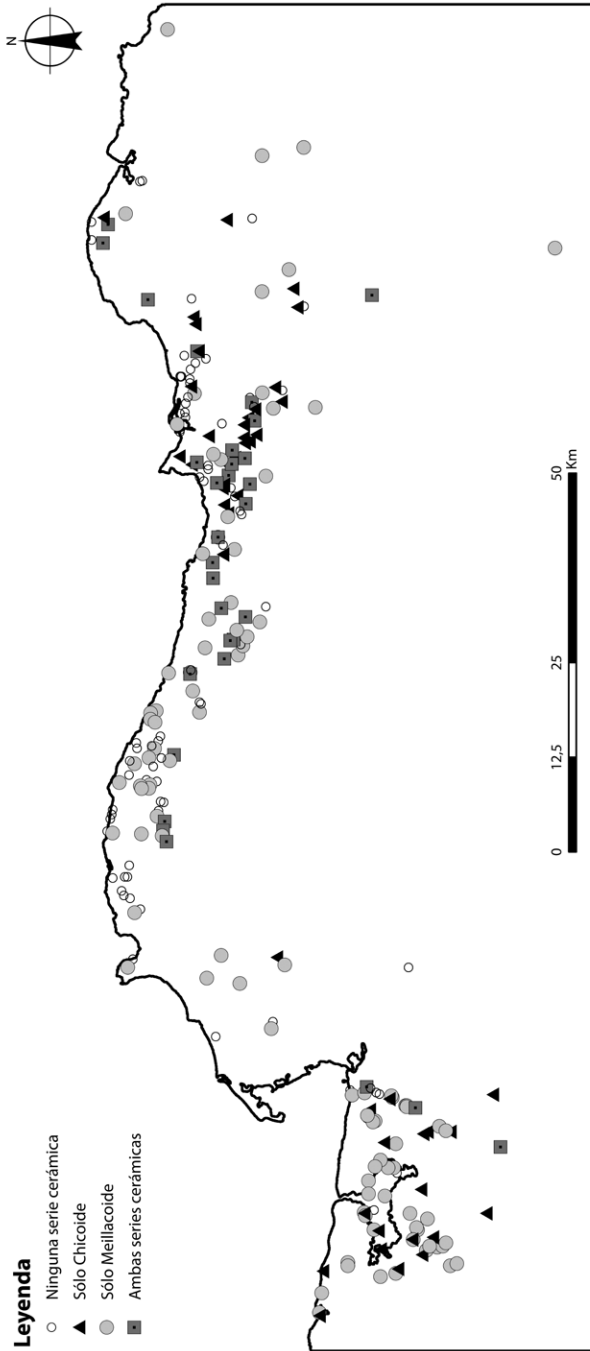 Leyenda
Ninguna serie cerámica
Sólo Chicoide
Sólo Meillacoide
Ambas series cerámicas
N
0 12,5 25 50 Km